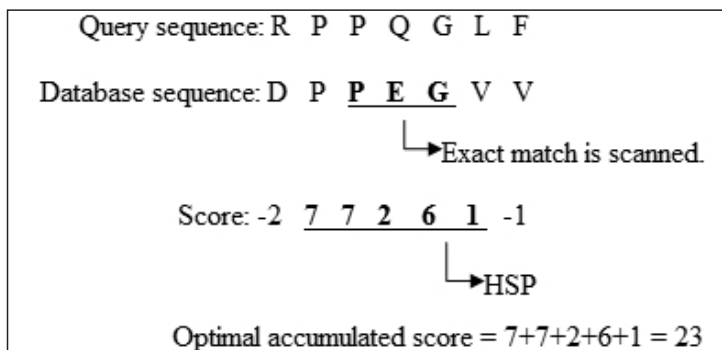 Query sequence: R P P Q G L F
Database sequence: D P P E G V V
Exact match is scanned.
Score: -2 7 7 2 6 1 -1
HSP
Optimal accumulated score = 7+7+2+6+1 = 23